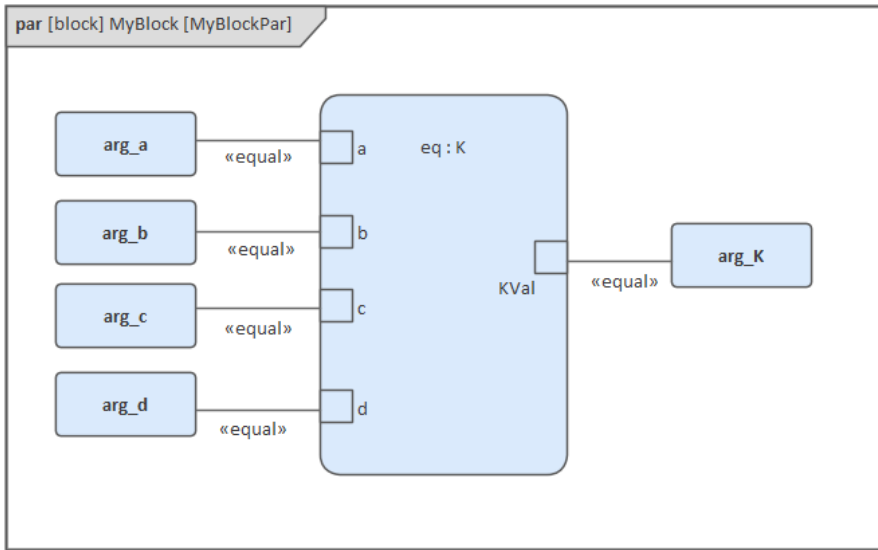 par [block] MyBlock [MyBlockPar]
arg_a
«equal»
a
eq : K
arg_b
«equal»
b
KVal
«equal»
arg_K
arg_c
«equal»
c
arg_d
«equal»
d